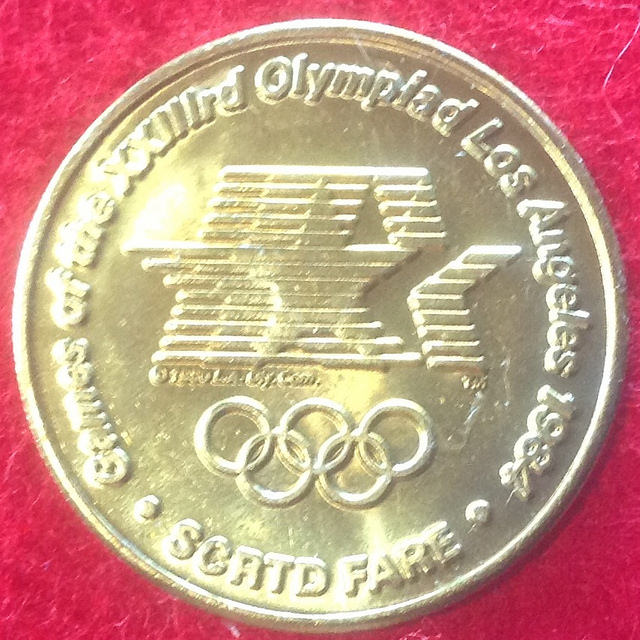 Games of the XXIIIrd Olympiad Los Angeles 1984
TM
• SCRTD FARE •